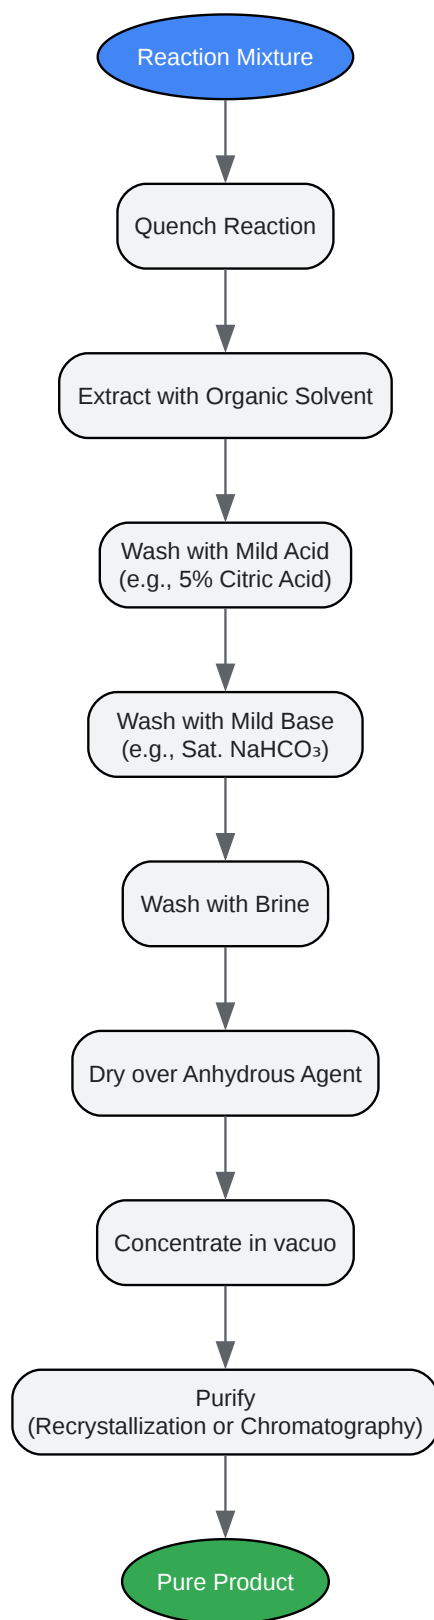 Reaction Mixture
Quench Reaction
Extract with Organic Solvent
Wash with Mild Acid
(e.g., 5% Citric Acid)
Wash with Mild Base
(e.g., Sat. NaHCO₃)
Wash with Brine
Dry over Anhydrous Agent
Concentrate in vacuo
Purify
(Recrystallization or Chromatography)
Pure Product